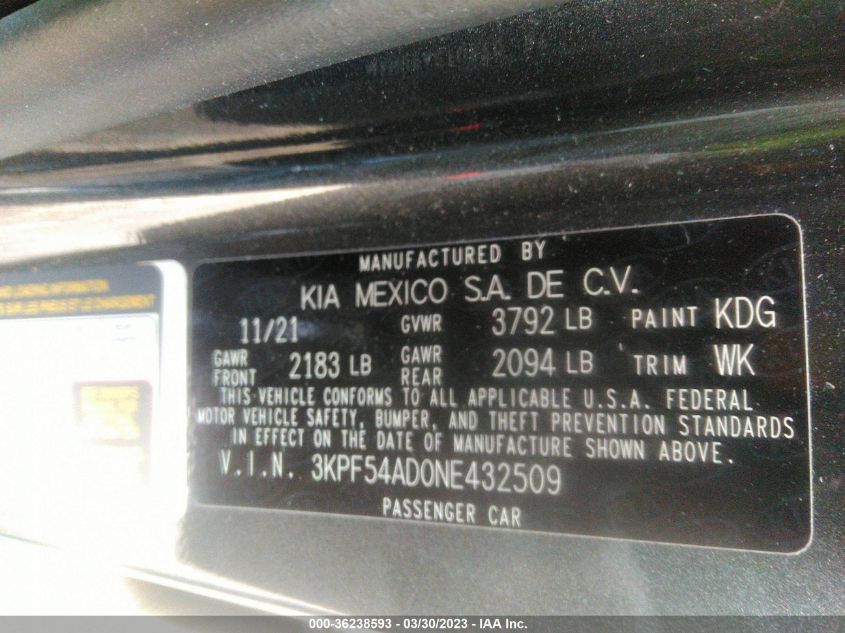 MANUFACTURED BY
KIA MEXICO S.A. DE C.V.
11/21 GVWR 3792 LB PAINT KDG
GAWR FRONT 2183 LB GAWR REAR 2094 LB TRIM WK
THIS VEHICLE CONFORMS TO ALL APPLICABLE U.S.A. FEDERAL
MOTOR VEHICLE SAFETY, BUMPER, AND THEFT PREVENTION STANDARDS
IN EFFECT ON THE DATE OF MANUFACTURE SHOWN ABOVE.
V.I.N. 3KPF54AD0NE432509
PASSENGER CAR
LOADING INFORMATION
000-36238593 - 03/30/2023 - IAA Inc.